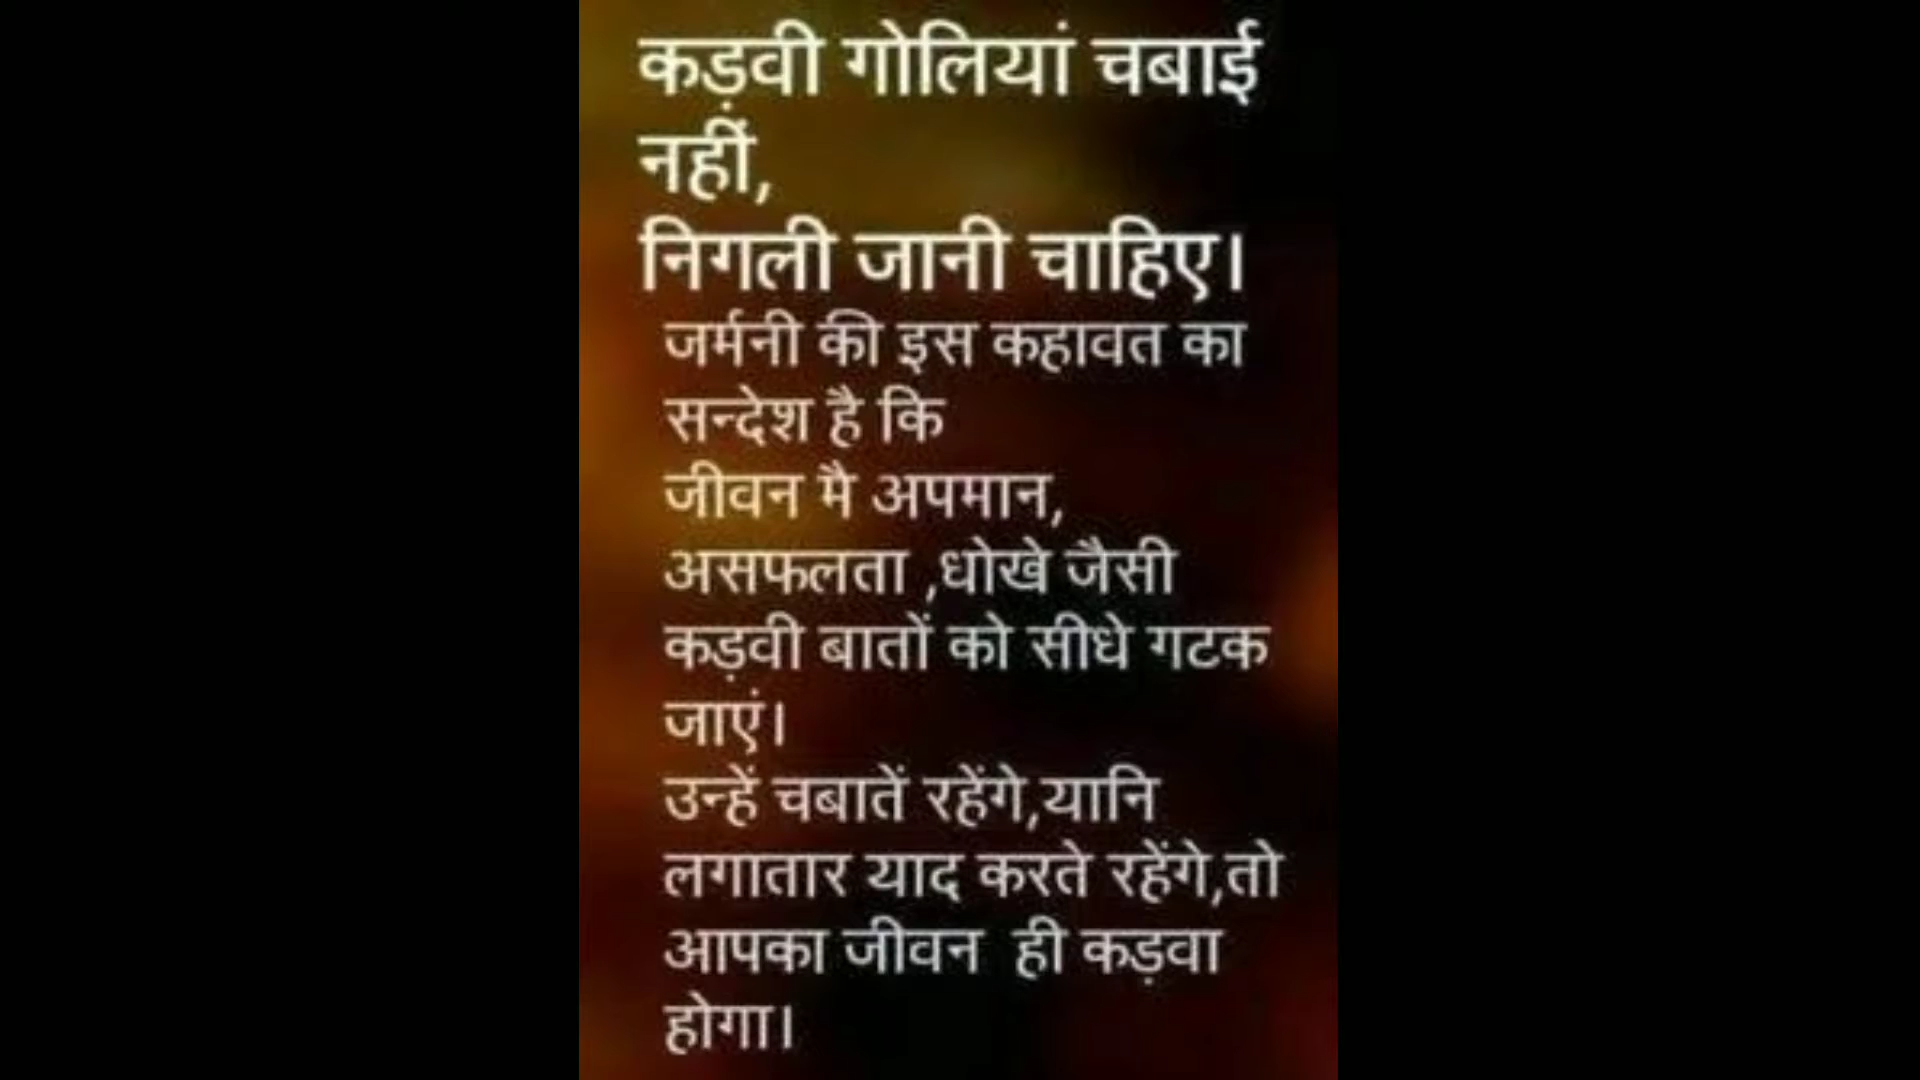 कड़वी गोलियां चबाई
नहीं,
निगली जानी चाहिए।
जर्मनी की इस कहावत का
सन्देश है कि
जीवन मै अपमान,
असफलता ,धोखे जैसी
कड़वी बातों को सीधे गटक
जाएं।
उन्हें चबातें रहेंगे,यानि
लगातार याद करते रहेंगे,तो
आपका जीवन  ही कड़वा
होगा।